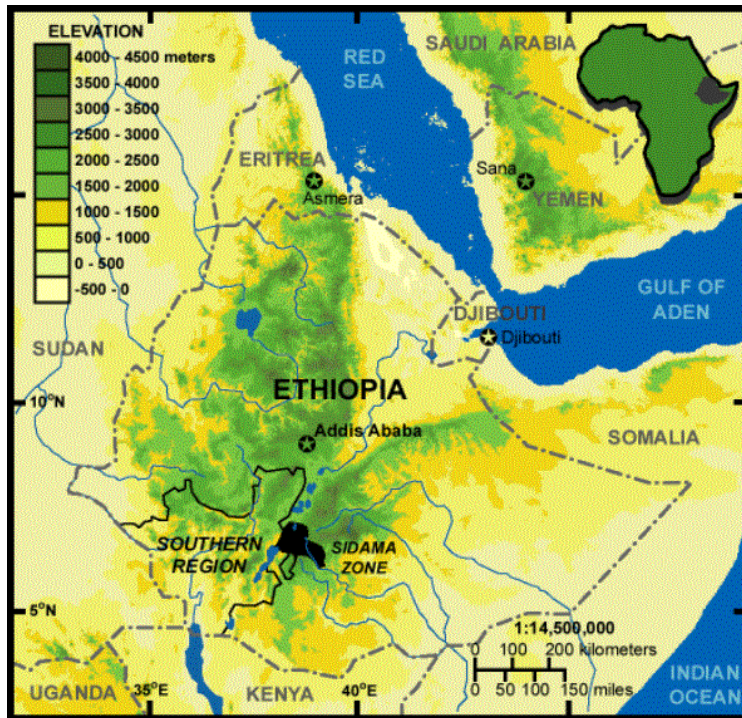 ELEVATION
4000 - 4500 meters
3500 - 4000
3000 - 3500
2500 - 3000
2000 - 2500
1500 - 2000
1000 - 1500
500 - 1000
0 - 500
-500 - 0
RED
SEA
SAUDI ARABIA
ERITREA
Asmera
Sana
YEMEN
GULF OF
ADEN
DJIBOUTI
Djibouti
SUDAN
ETHIOPIA
10°N
Addis Ababa
SOMALIA
SOUTHERN
REGION
SIDAMA
ZONE
5°N
1:14,500,000
0 100 200 kilometers
0 50 100 150 miles
UGANDA
35°E
KENYA
40°E
INDIAN
OCEAN